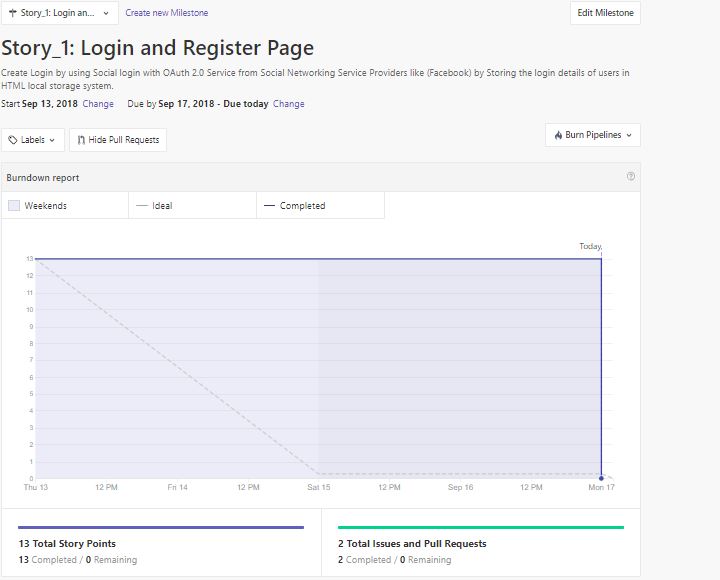 Story_1: Login an... Create new Milestone Edit Milestone
Story_1: Login and Register Page
Create Login by using Social login with OAuth 2.0 Service from Social Networking Service Providers like (Facebook) by Storing the login details of users in
HTML local storage system.
Start Sep 13, 2018 Change Due by Sep 17, 2018 - Due today Change
Labels Hide Pull Requests Burn Pipelines
Burndown report
Weekends Ideal Completed
Today
13
12
11
10
9
8
7
6
5
4
3
2
1
0
Thu 13 12 PM Fri 14 12 PM Sat 15 12 PM Sep 16 12 PM Mon 17
13 Total Story Points 2 Total Issues and Pull Requests
13 Completed / 0 Remaining 2 Completed / 0 Remaining